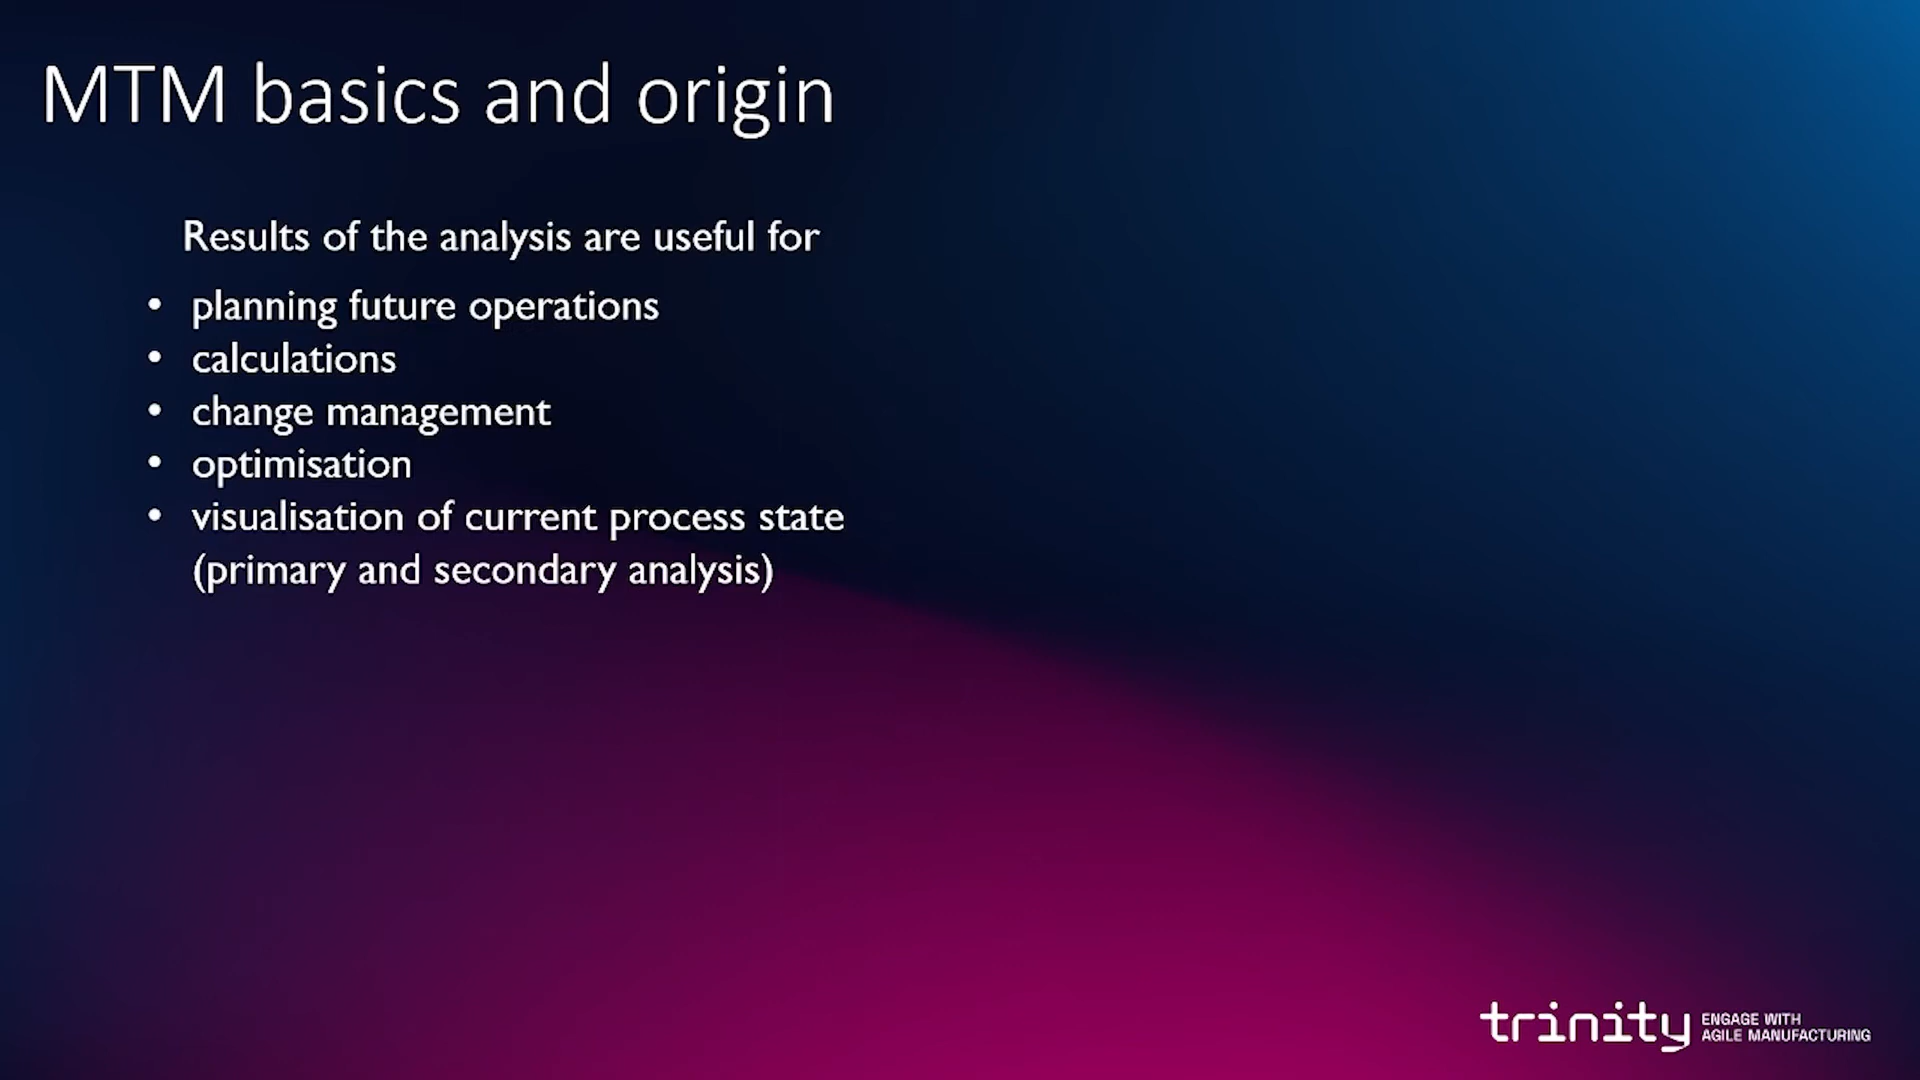 MTM basics and origin
Results of the analysis are useful for
• planning future operations
• calculations
• change management
• optimisation
• visualisation of current process state
(primary and secondary analysis)
trinity
ENGAGE WITH
AGILE MANUFACTURING